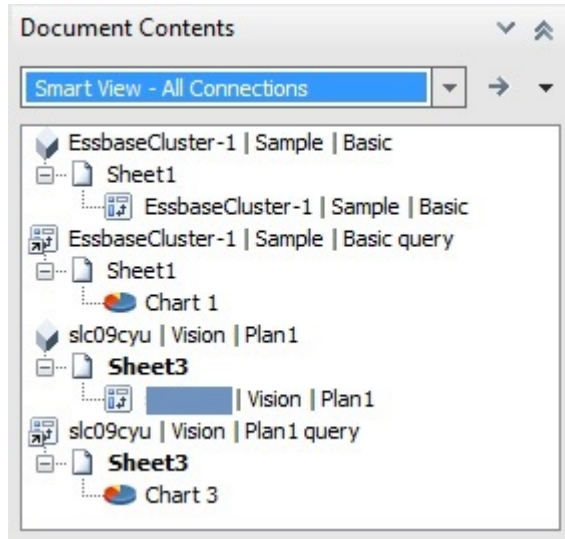 Document Contents
Smart View - All Connections
EssbaseCluster-1 | Sample | Basic
Sheet1
EssbaseCluster-1 | Sample | Basic
EssbaseCluster-1 | Sample | Basic query
Sheet1
Chart 1
slc09cyu | Vision | Plan1
Sheet3
| Vision | Plan1
slc09cyu | Vision | Plan1 query
Sheet3
Chart 3